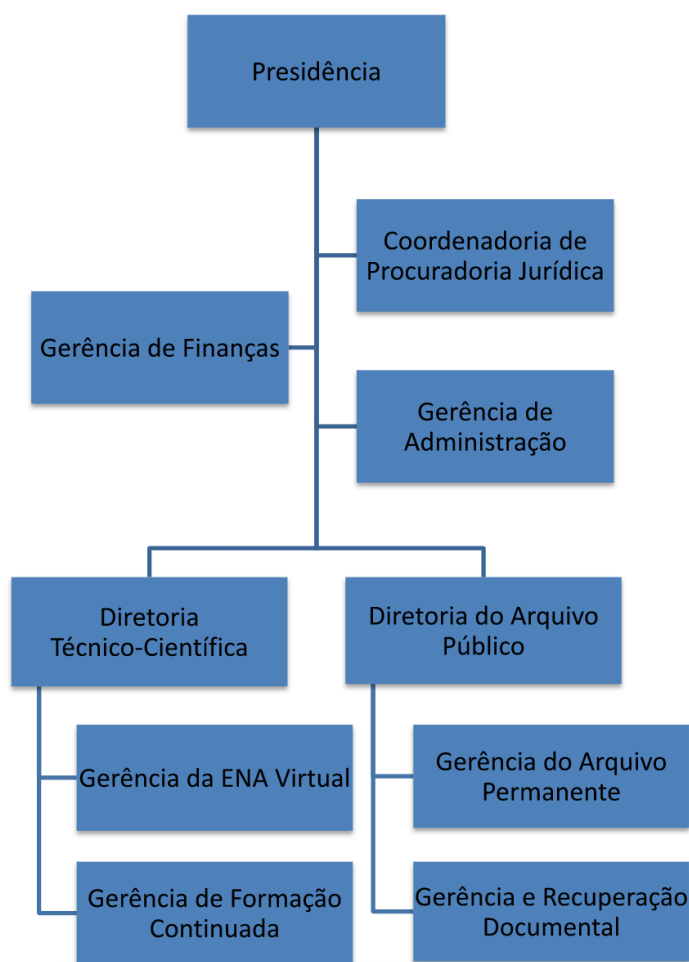 Presidência
Coordenadoria de
Procuradoria Jurídica
Gerência de Finanças
Gerência de
Administração
Diretoria
Técnico-Científica
Diretoria do Arquivo
Público
Gerência da ENA Virtual
Gerência do Arquivo
Permanente
Gerência de Formação
Continuada
Gerência e Recuperação
Documental